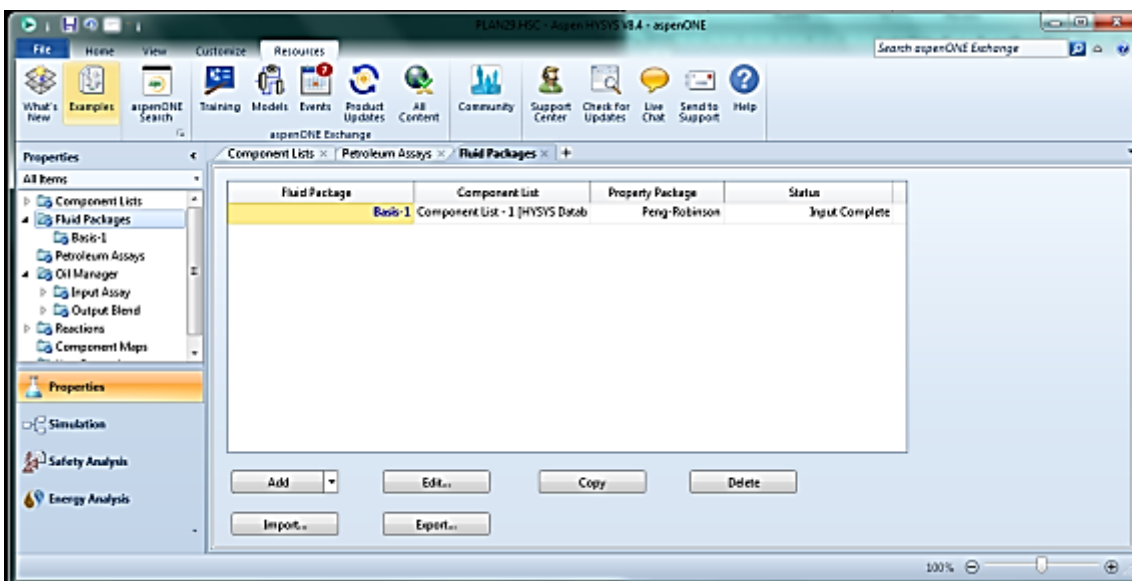 PLAN29.HSC - Aspen HYSYS V8.4 - aspenONE
File Home View Customize Resources
Search aspenONE Exchange
What's New
Examples
aspenONE Search
Training
Models
Events
Product Updates
All Content
Community
Support Center
Check for Updates
Live Chat
Send to Support
Help
aspenONE Exchange
Properties
Component Lists Petroleum Assays Fluid Packages +
All Items
Component Lists
Fluid Packages
Basis-1
Petroleum Assays
Oil Manager
Input Assay
Output Blend
Reactions
Component Maps
Properties
Simulation
Safety Analysis
Energy Analysis
Fluid Package Component List Property Package Status
Basis-1 Component List - 1 [HYSYS Datab Peng-Robinson Input Complete
Add Edit... Copy Delete
Import... Export...
100%